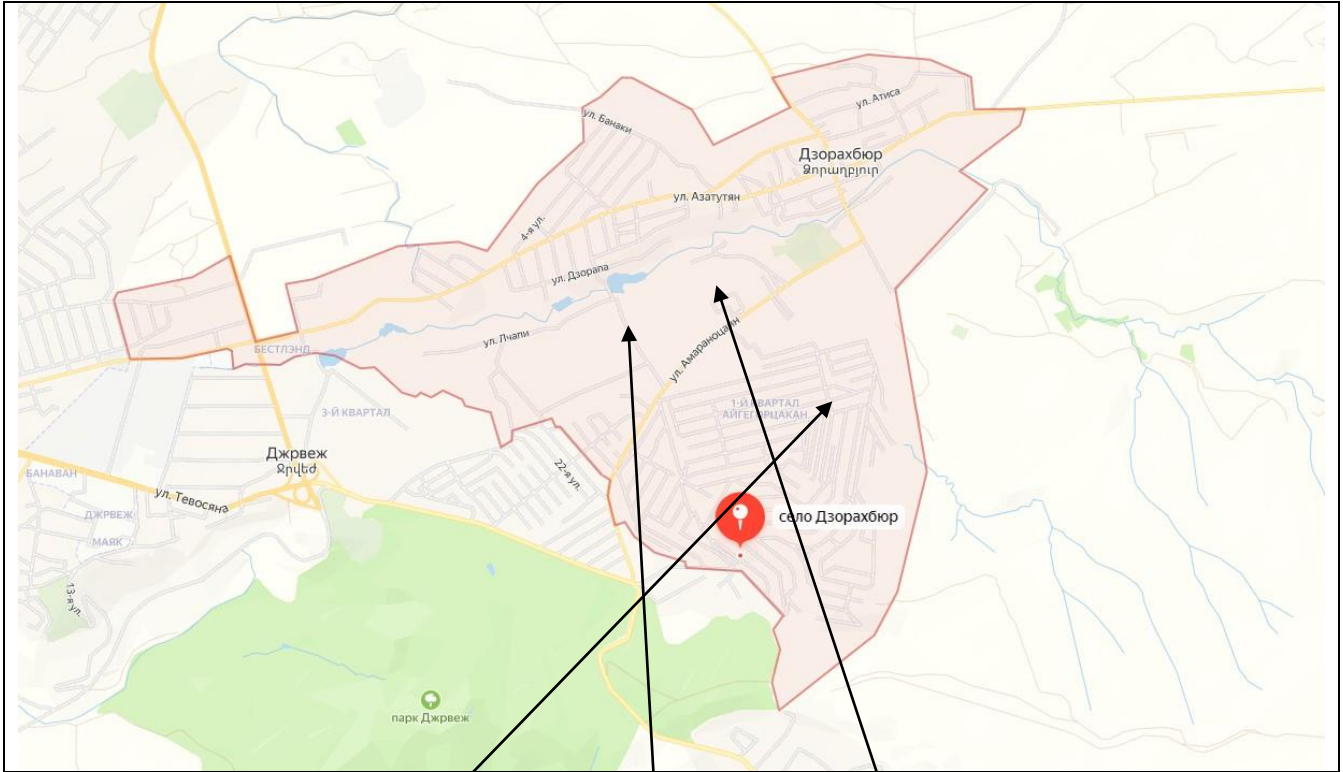 ул. Атиса
ул. Банаки
Дзорахбюр
Ձորաղբյուր
ул. Азатутян
4-я ул.
ул. Дзорапа
ул. Лчапи
ул. Амараноцаин
БЕСТЛЭНД
3-Й КВАРТАЛ
1-Й КВАРТАЛ
АЙГЕГОРЦАКАН
Джрвеж
Ջրվեժ
22-я ул.
БАНАВАН
ул. Тевосяна
село Дзорахбюр
ДЖРВЕЖ
МАЯК
13-я ул.
парк Джрвеж